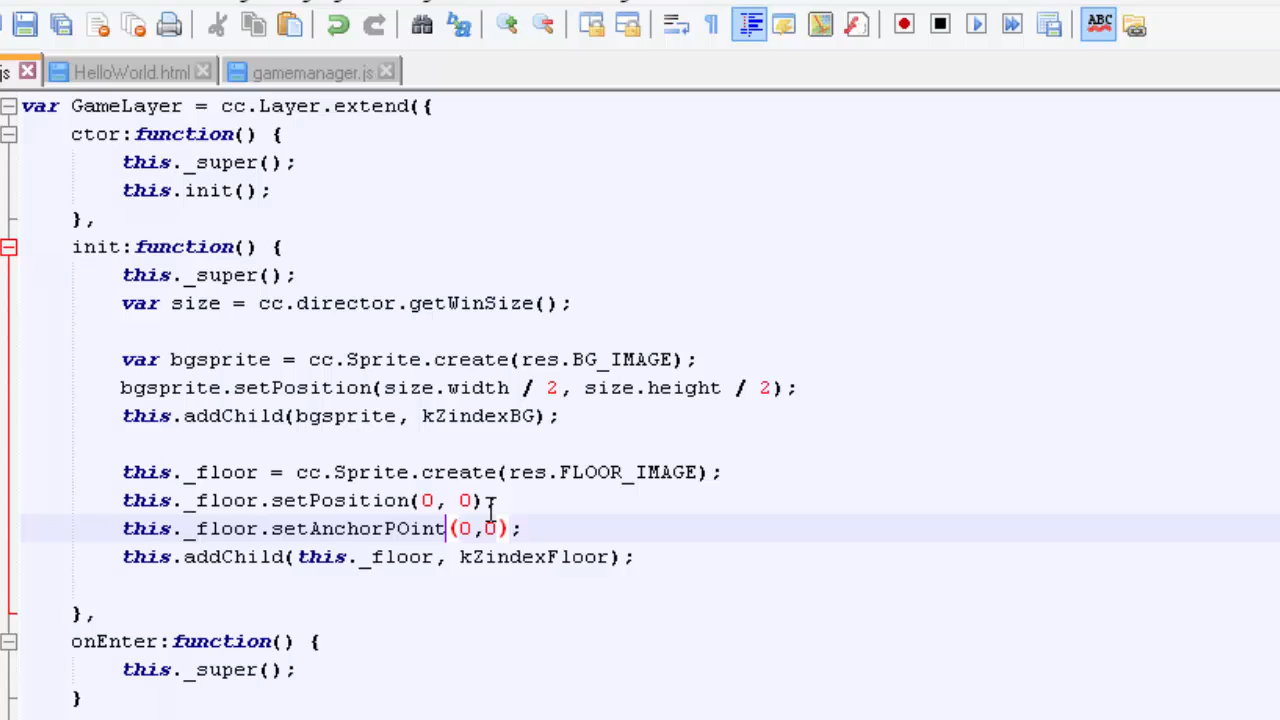 ABC
js HelloWorld.html gamemanager.js
var GameLayer = cc.Layer.extend({
ctor:function() {
this._super();
this.init();
},
init:function() {
this._super();
var size = cc.director.getWinSize();
var bgsprite = cc.Sprite.create(res.BG_IMAGE);
bgsprite.setPosition(size.width / 2, size.height / 2);
this.addChild(bgsprite, kZindexBG);
this._floor = cc.Sprite.create(res.FLOOR_IMAGE);
this._floor.setPosition(0, 0);
this._floor.setAnchorPOint(0,0);
this.addChild(this._floor, kZindexFloor);
},
onEnter:function() {
this._super();
}